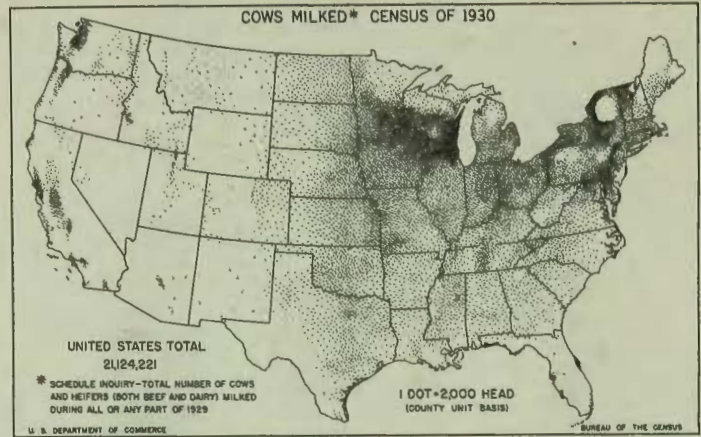 COWS MILKED* CENSUS OF 1930
UNITED STATES TOTAL
21,124,221
* SCHEDULE INQUIRY-TOTAL NUMBER OF COWS
AND HEIFERS (BOTH BEEF AND DAIRY) MILKED
DURING ALL OR ANY PART OF 1929
1 DOT=2,000 HEAD
(COUNTY UNIT BASIS)
U. S. DEPARTMENT OF COMMERCE
BUREAU OF THE CENSUS